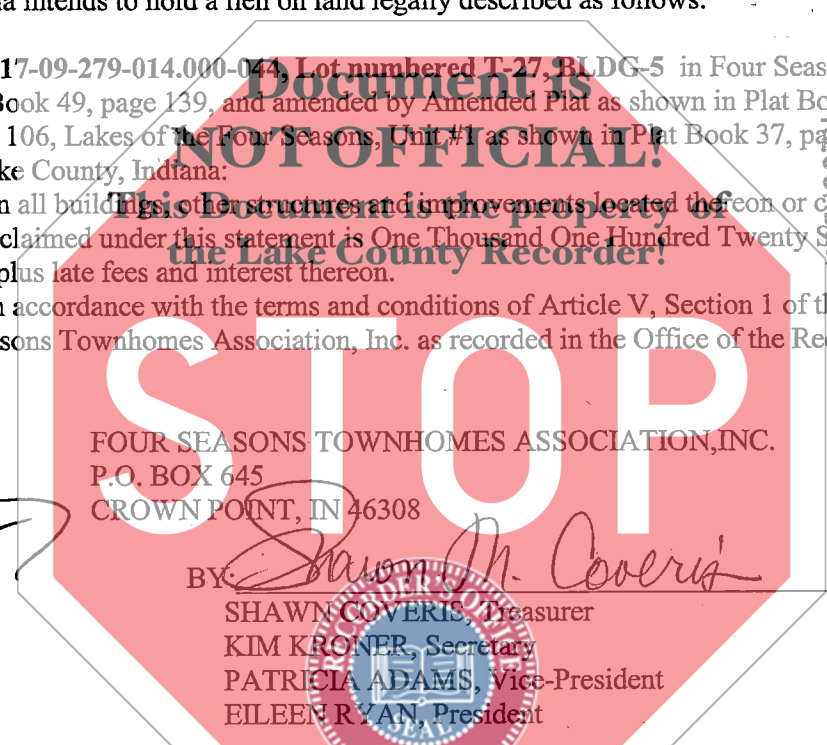 intends to hold a lien on land legally described as follows:
17-09-279-014.000-044, Lot numbered T-27, BLDG-5 in Four Seas
Book 49, page 139, and amended by Amended Plat as shown in Plat Bo
106, Lakes of the Four Seasons, Unit #1 as shown in Plat Book 37, pa
ke County, Indiana:
n all buildings, other structures and improvements located thereon or
claimed under this statement is One Thousand One Hundred Twenty S
plus late fees and interest thereon.
n accordance with the terms and conditions of Article V, Section 1 of th
sons Townhomes Association, Inc. as recorded in the Office of the Re
Document is
NOT OFFICIAL!
This Document is the property of
the Lake County Recorder!
STOP
FOUR SEASONS TOWNHOMES ASSOCIATION,INC.
P.O. BOX 645
CROWN POINT, IN 46308
BY: Shawn M. Coveris
SHAWN COVERIS, Treasurer
KIM KRONER, Secretary
PATRICIA ADAMS, Vice-President
EILEEN RYAN, President
RECORDER'S OFFICE
SEAL